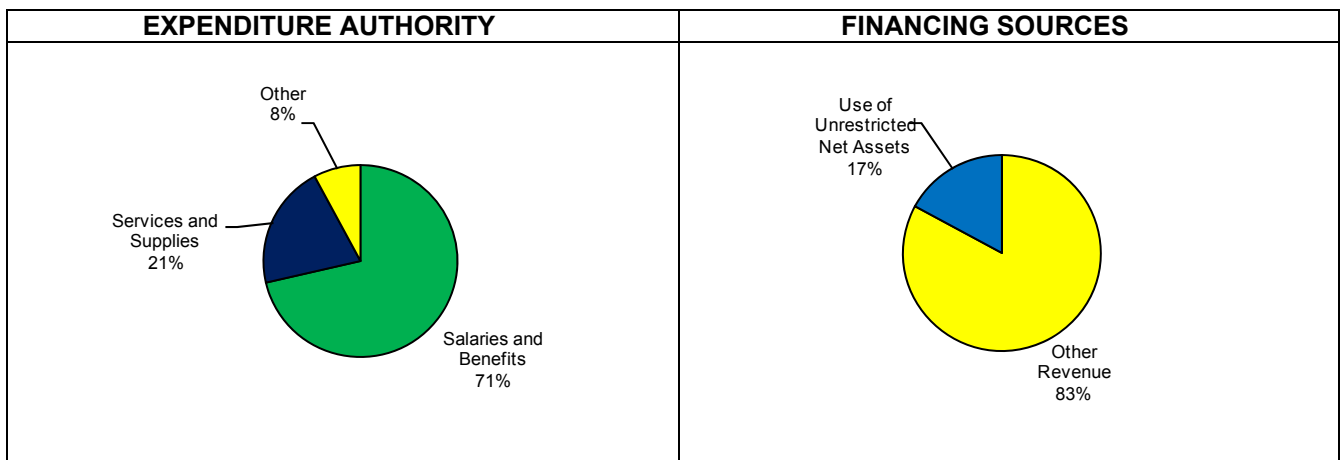 EXPENDITURE AUTHORITY
Other
8%
Services and
Supplies
21%
Salaries and
Benefits
71%
FINANCING SOURCES
Use of
Unrestricted
Net Assets
17%
Other
Revenue
83%